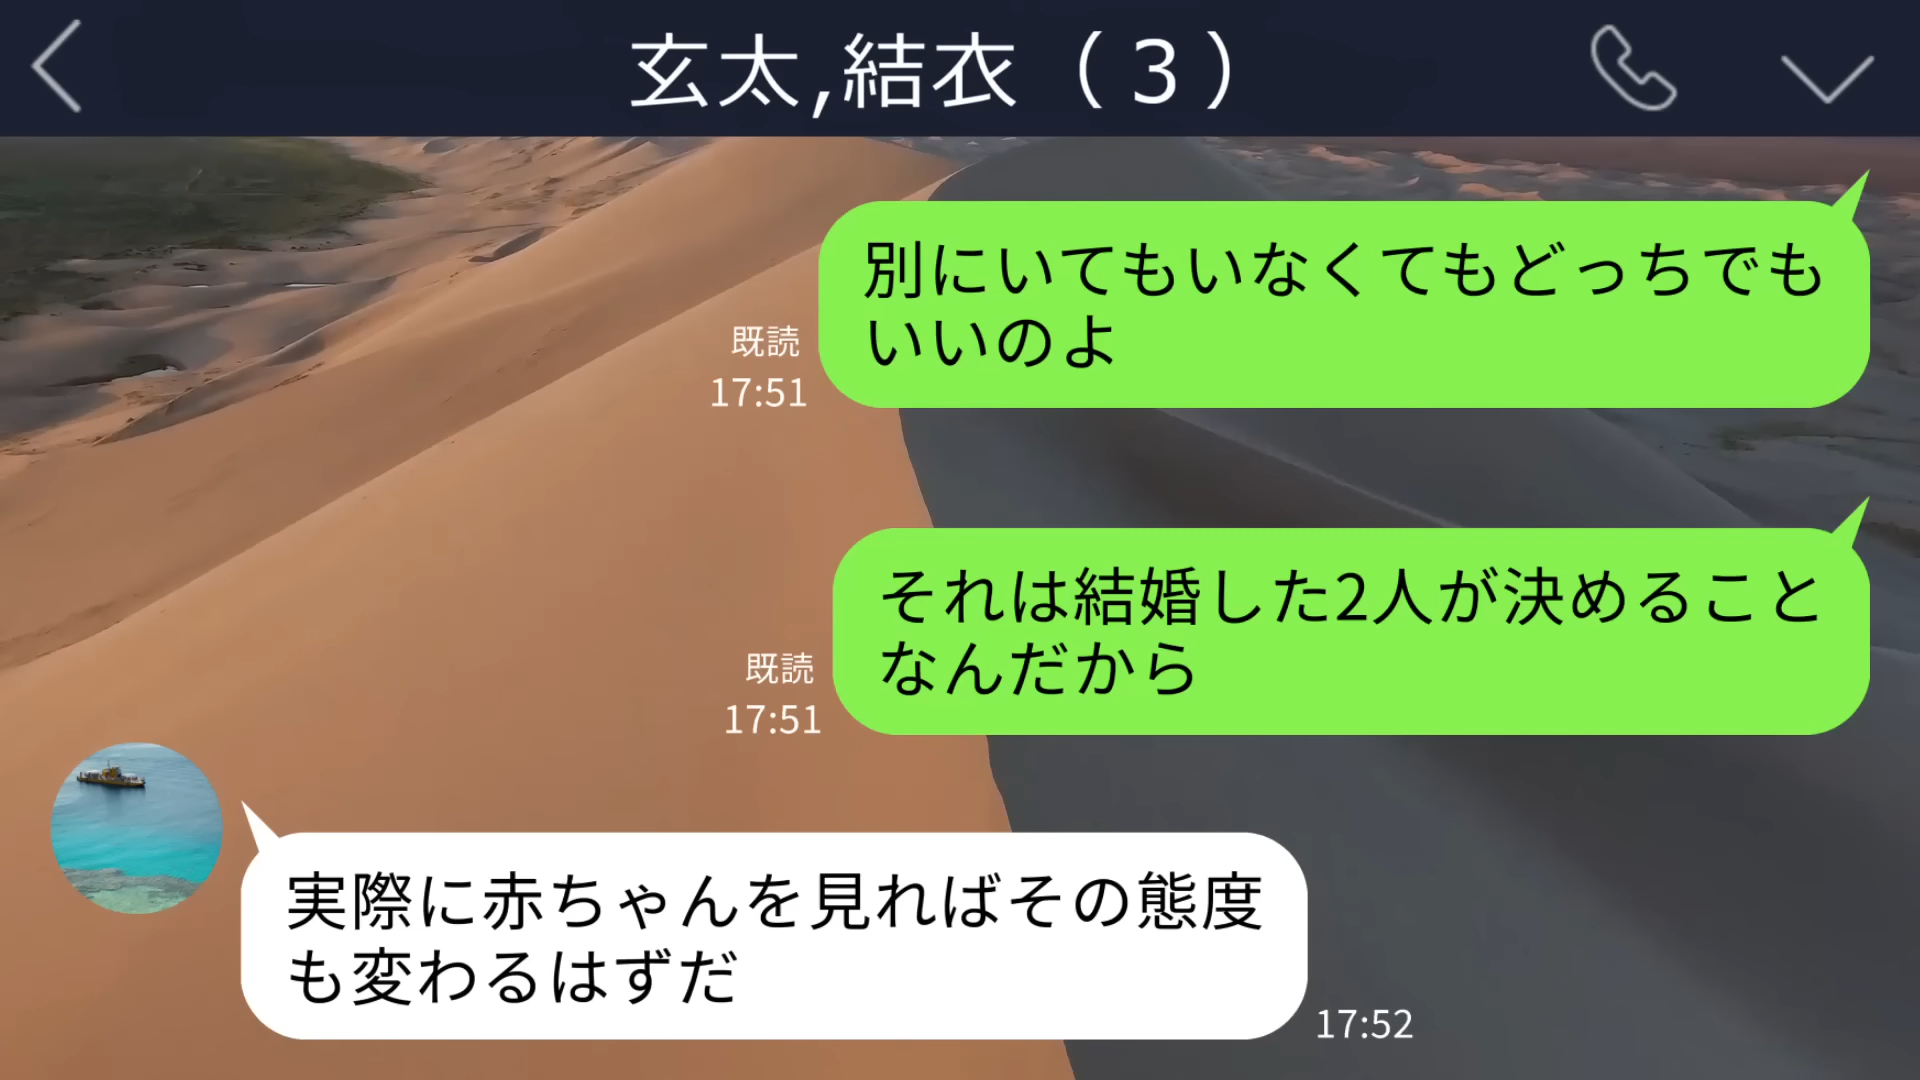 玄太,結衣（3）
別にいてもいなくてもどっちでも
いいのよ
既読
17:51
それは結婚した2人が決めること
なんだから
既読
17:51
実際に赤ちゃんを見ればその態度
も変わるはずだ
17:52